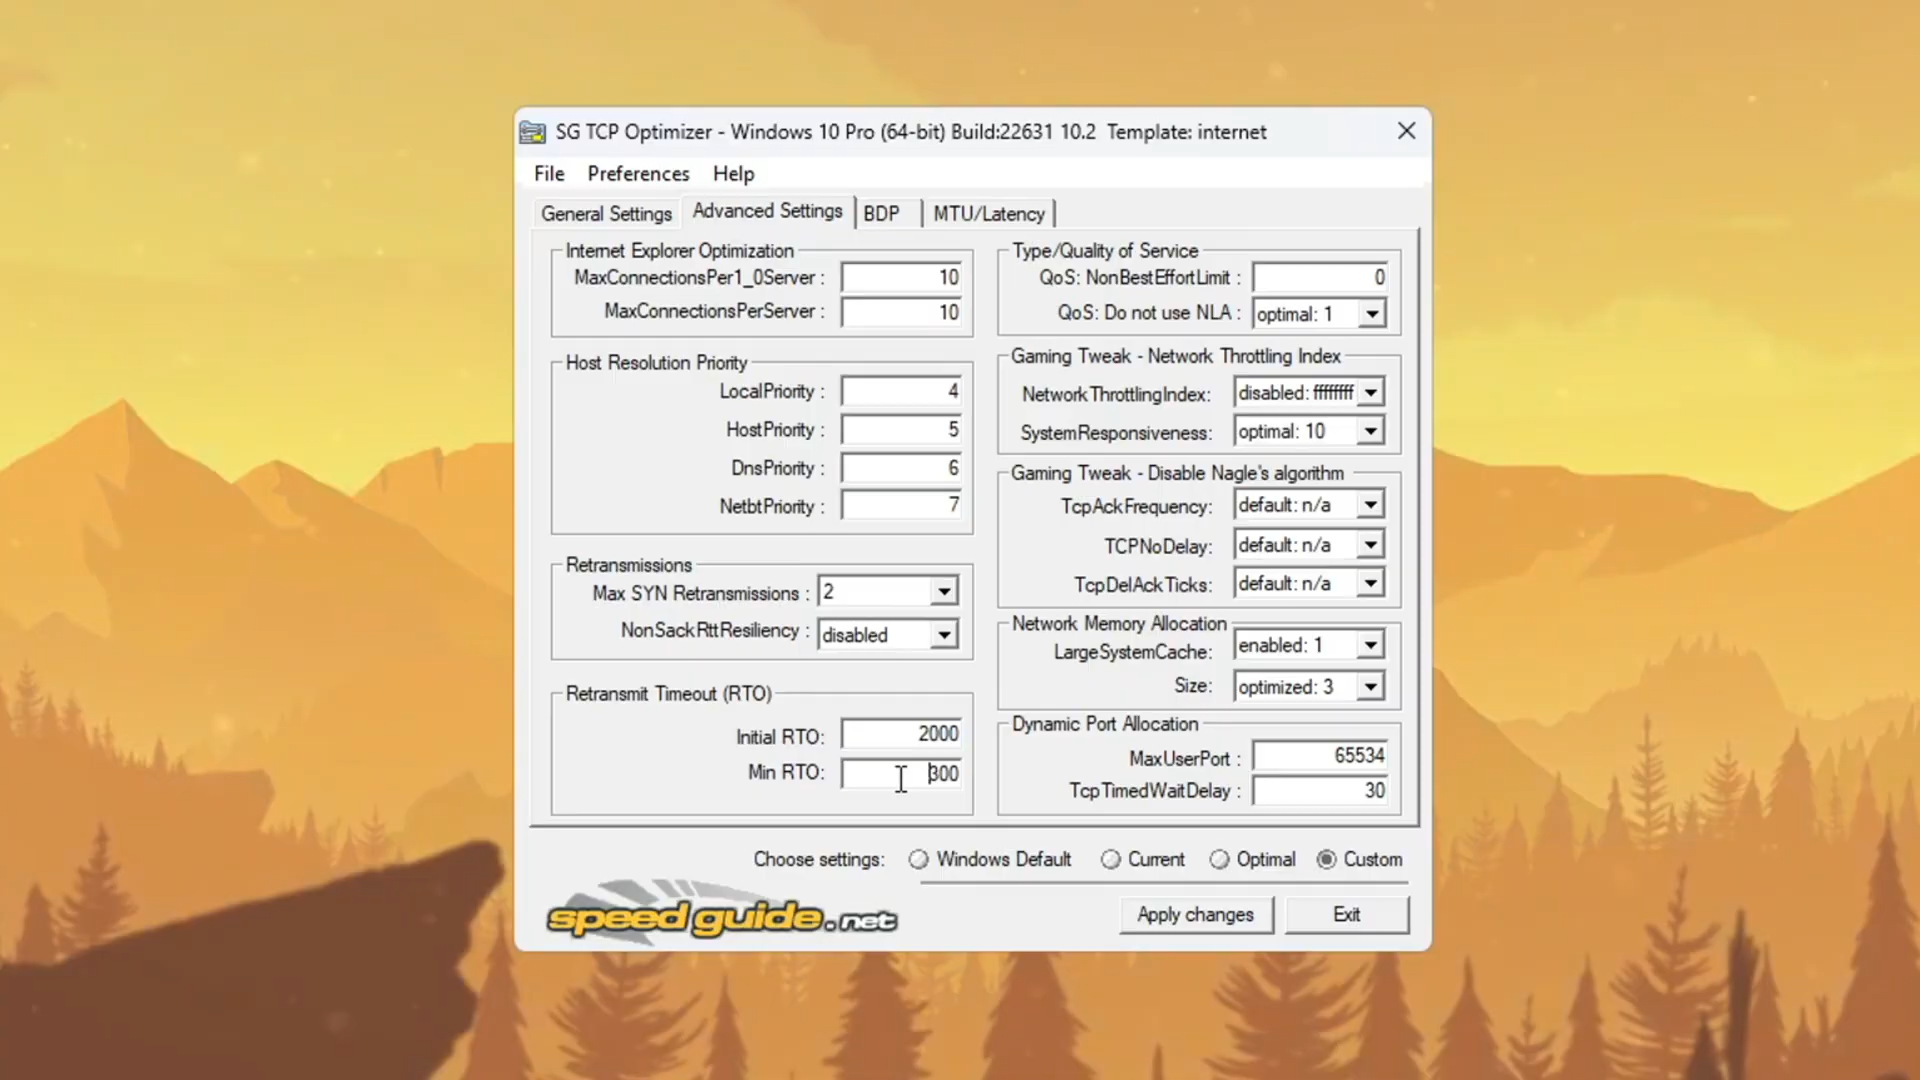 SG TCP Optimizer - Windows 10 Pro (64-bit) Build:22631 10.2 Template: internet
File Preferences Help
General Settings Advanced Settings BDP MTU/Latency
Internet Explorer Optimization
MaxConnectionsPer1_0Server : 10
MaxConnectionsPerServer : 10
Host Resolution Priority
LocalPriority : 4
HostPriority : 5
DnsPriority : 6
NetbtPriority : 7
Retransmissions
Max SYN Retransmissions : 2
NonSackRttResiliency : disabled
Retransmit Timeout (RTO)
Initial RTO: 2000
Min RTO: 300
Type/Quality of Service
QoS: NonBestEffortLimit : 0
QoS: Do not use NLA : optimal: 1
Gaming Tweak - Network Throttling Index
NetworkThrottlingIndex: disabled: ffffffff
SystemResponsiveness: optimal: 10
Gaming Tweak - Disable Nagle's algorithm
TcpAckFrequency: default: n/a
TCPNoDelay: default: n/a
TcpDelAckTicks: default: n/a
Network Memory Allocation
LargeSystemCache: enabled: 1
Size: optimized: 3
Dynamic Port Allocation
MaxUserPort : 65534
TcpTimedWaitDelay : 30
Choose settings: Windows Default Current Optimal Custom
speed guide.net
Apply changes Exit